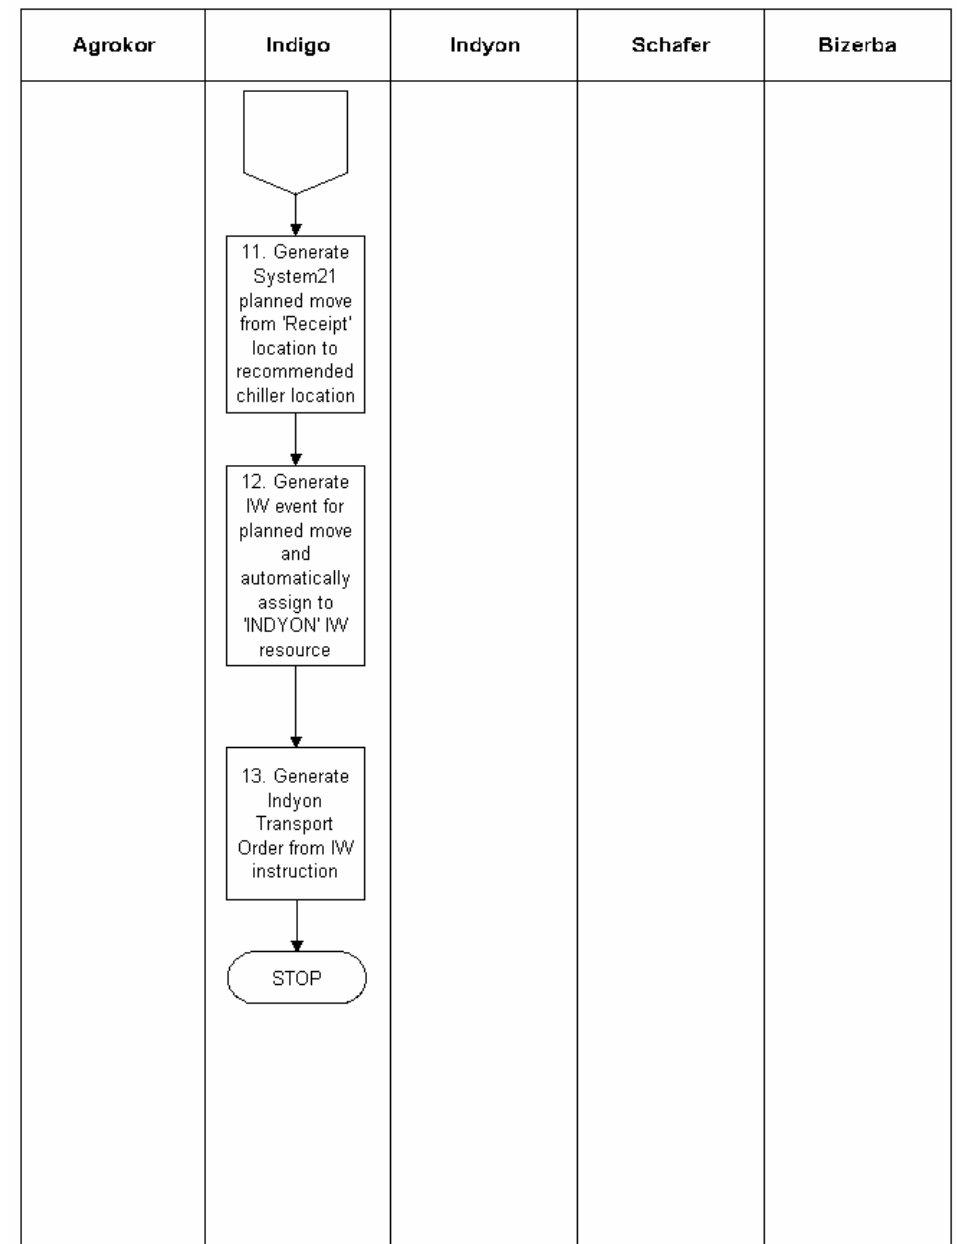 Agrokor
Indigo
Indyon
Schafer
Bizerba
11. Generate
System21
planned move
from 'Receipt'
location to
recommended
chiller location
12. Generate
IW event for
planned move
and
automatically
assign to
'INDYON' IW
resource
13. Generate
Indyon
Transport
Order from IW
instruction
STOP